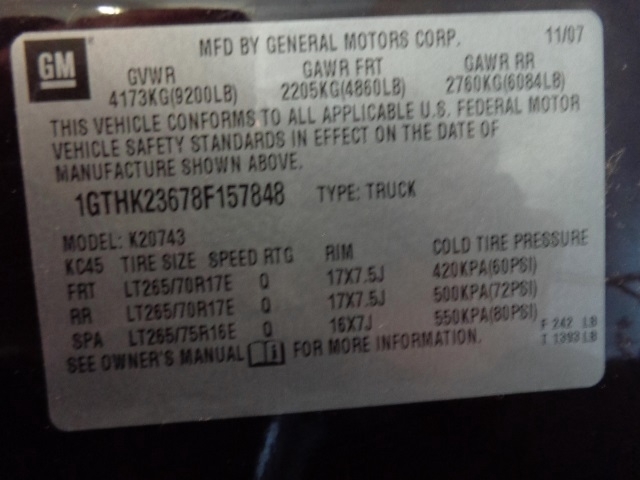 GM
MFD BY GENERAL MOTORS CORP. 11/07
GVWR GAWR FRT GAWR RR
4173KG(9200LB) 2205KG(4860LB) 2760KG(6084LB)
THIS VEHICLE CONFORMS TO ALL APPLICABLE U.S. FEDERAL MOTOR
VEHICLE SAFETY STANDARDS IN EFFECT ON THE DATE OF
MANUFACTURE SHOWN ABOVE.
1GTHK23678F157848 TYPE: TRUCK
MODEL: K20743
KC45 TIRE SIZE SPEED RTG RIM COLD TIRE PRESSURE
FRT LT265/70R17E Q 17X7.5J 420KPA(60PSI)
RR LT265/70R17E Q 17X7.5J 500KPA(72PSI)
SPA LT265/75R16E Q 16X7J 550KPA(80PSI)
F 242 LB
SEE OWNER'S MANUAL FOR MORE INFORMATION. T 1393 LB